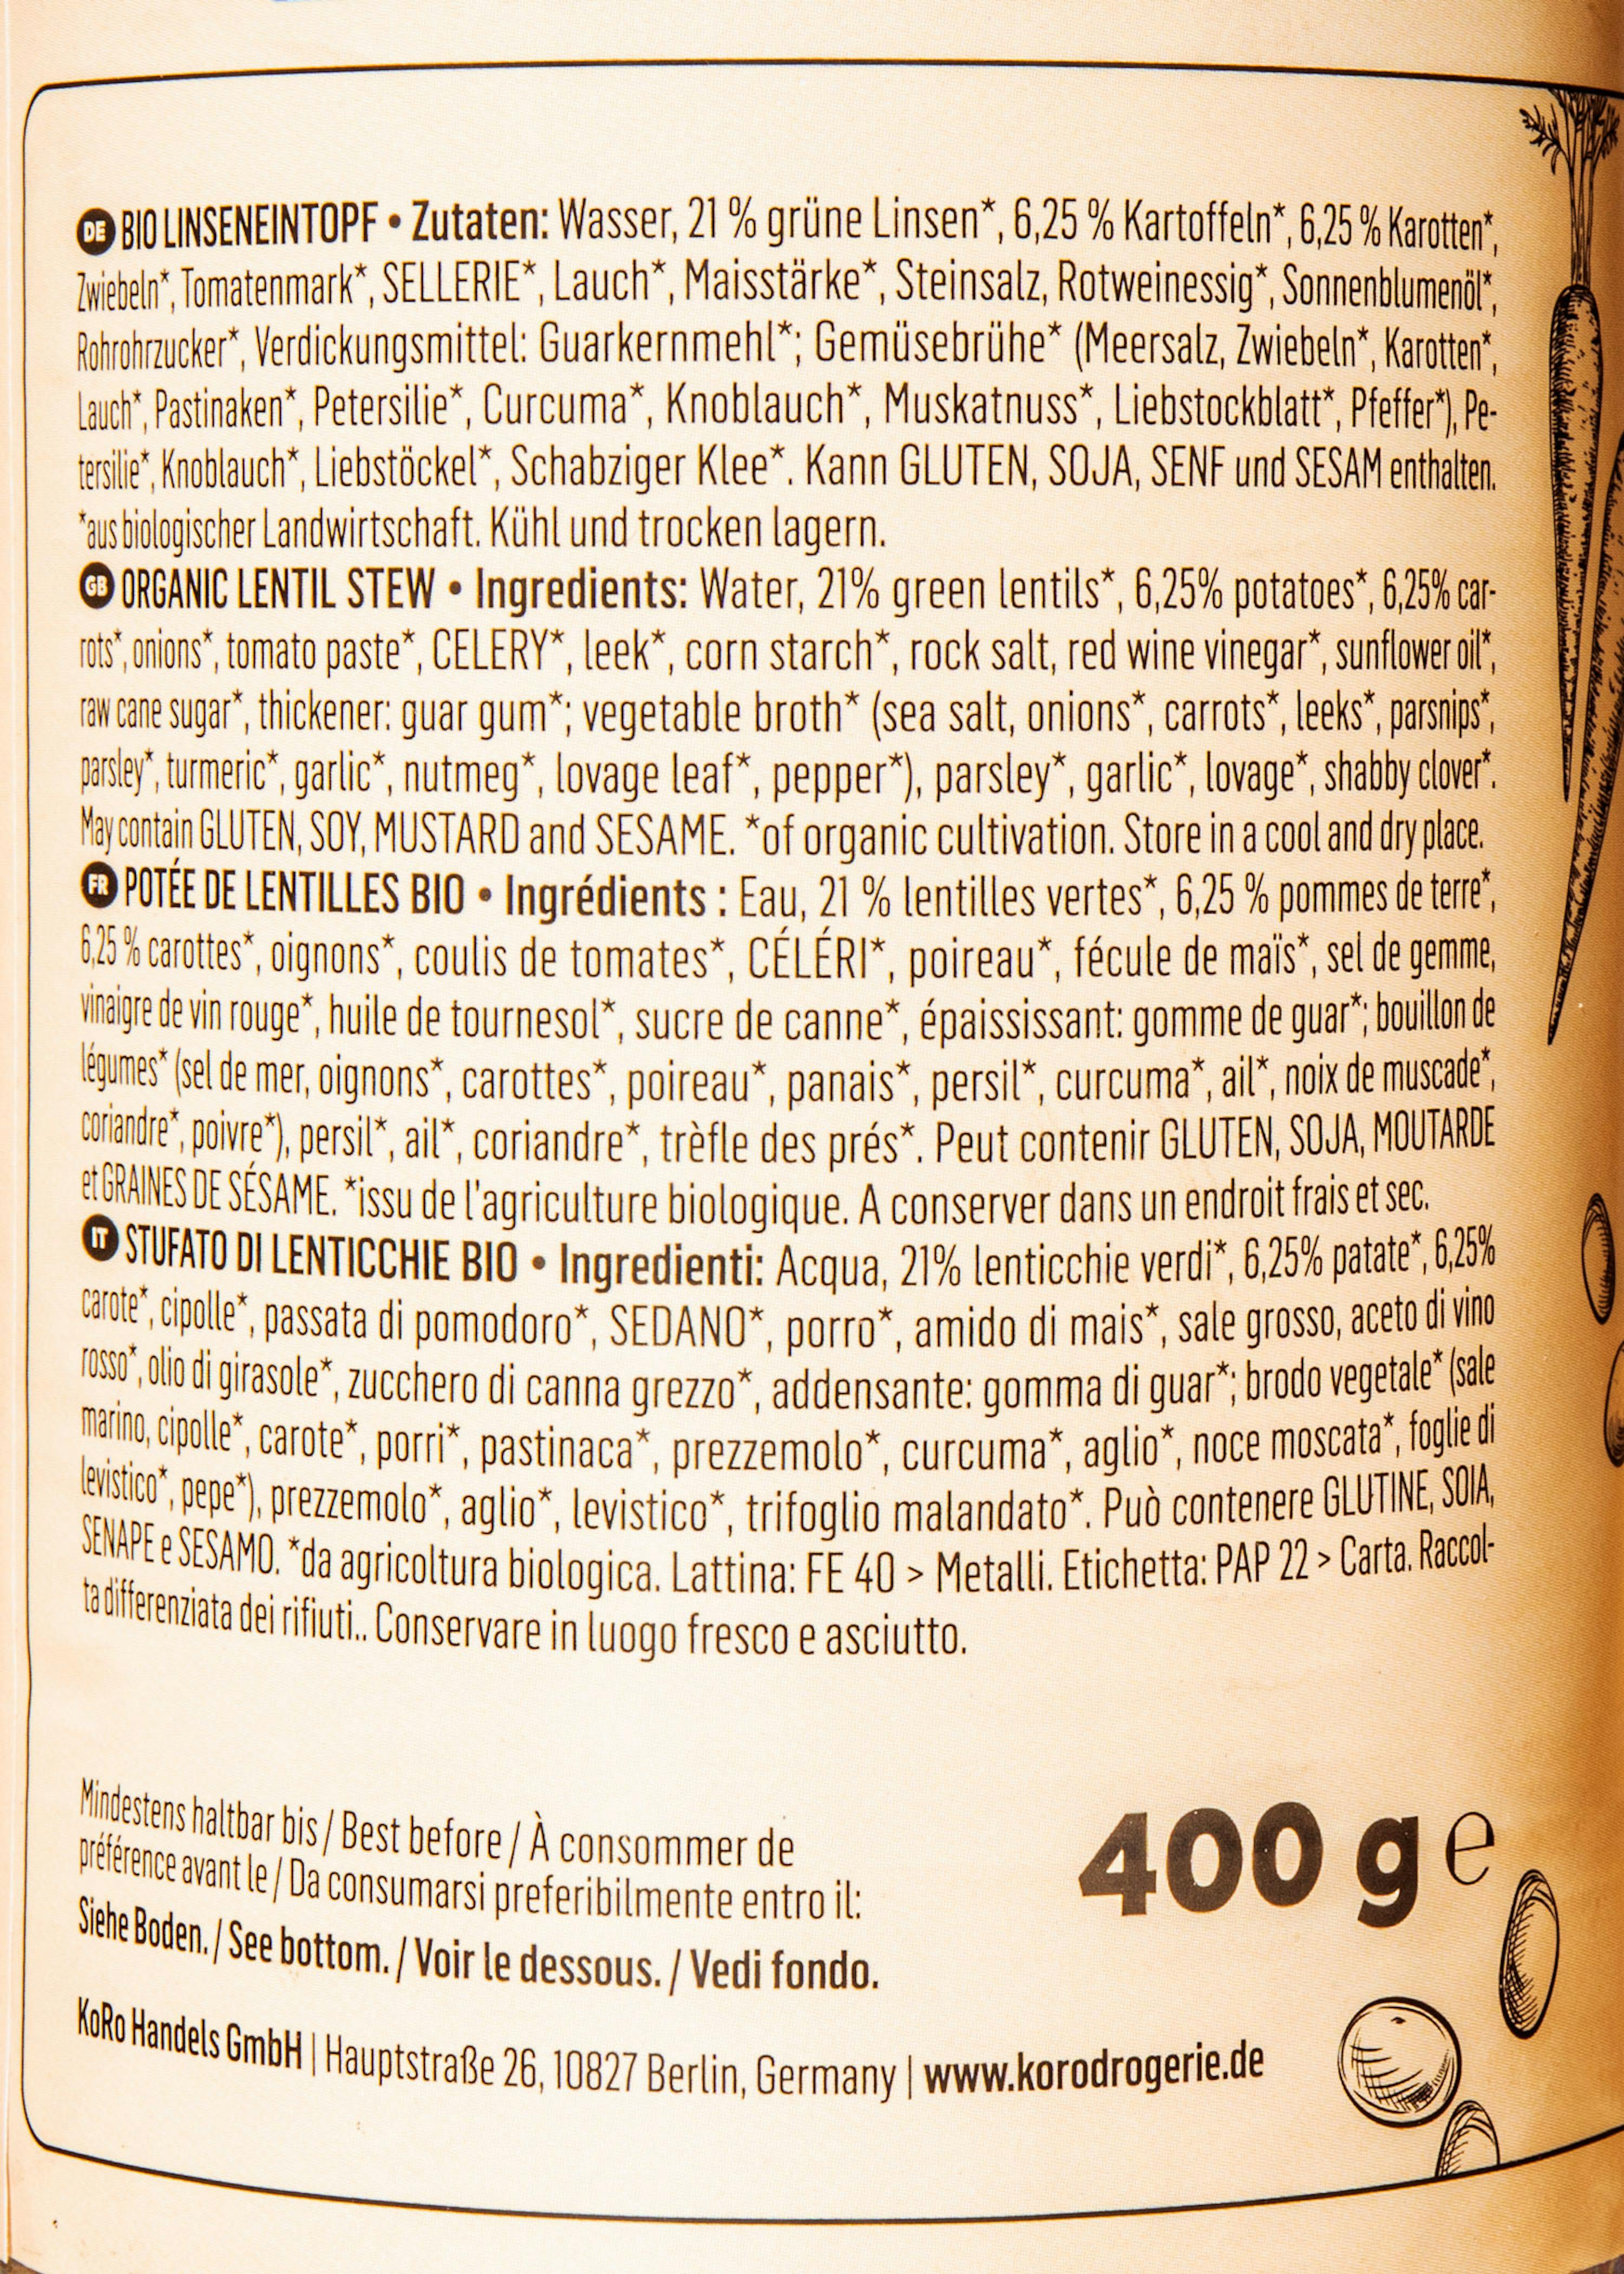 DE BIO LINSENEINTOPF • Zutaten: Wasser, 21 % grüne Linsen*, 6,25 % Kartoffeln*, 6,25 % Karotten*,
Zwiebeln*, Tomatenmark*, SELLERIE*, Lauch*, Maisstärke*, Steinsalz, Rotweinessig*, Sonnenblumenöl*,
Rohrohrzucker*, Verdickungsmittel: Guarkernmehl*; Gemüsebrühe* (Meersalz, Zwiebeln*, Karotten*,
Lauch*, Pastinaken*, Petersilie*, Curcuma*, Knoblauch*, Muskatnuss*, Liebstockblatt*, Pfeffer*), Pe-
tersilie*, Knoblauch*, Liebstöckel*, Schabziger Klee*. Kann GLUTEN, SOJA, SENF und SESAM enthalten.
*aus biologischer Landwirtschaft. Kühl und trocken lagern.
GB ORGANIC LENTIL STEW • Ingredients: Water, 21% green lentils*, 6,25% potatoes*, 6,25% car-
rots*, onions*, tomato paste*, CELERY*, leek*, corn starch*, rock salt, red wine vinegar*, sunflower oil*,
raw cane sugar*, thickener: guar gum*; vegetable broth* (sea salt, onions*, carrots*, leeks*, parsnips*,
parsley*, turmeric*, garlic*, nutmeg*, lovage leaf*, pepper*), parsley*, garlic*, lovage*, shabby clover*.
May contain GLUTEN, SOY, MUSTARD and SESAME. *of organic cultivation. Store in a cool and dry place.
FR POTÉE DE LENTILLES BIO • Ingrédients : Eau, 21 % lentilles vertes*, 6,25 % pommes de terre*,
6,25 % carottes*, oignons*, coulis de tomates*, CÉLÉRI*, poireau*, fécule de maïs*, sel de gemme,
vinaigre de vin rouge*, huile de tournesol*, sucre de canne*, épaississant: gomme de guar*; bouillon de
légumes* (sel de mer, oignons*, carottes*, poireau*, panais*, persil*, curcuma*, ail*, noix de muscade*,
coriandre*, poivre*), persil*, ail*, coriandre*, trèfle des prés*. Peut contenir GLUTEN, SOJA, MOUTARDE
et GRAINES DE SÉSAME. *issu de l'agriculture biologique. A conserver dans un endroit frais et sec.
IT STUFATO DI LENTICCHIE BIO • Ingredienti: Acqua, 21% lenticchie verdi*, 6,25% patate*, 6,25%
carote*, cipolle*, passata di pomodoro*, SEDANO*, porro*, amido di mais*, sale grosso, aceto di vino
rosso*, olio di girasole*, zucchero di canna grezzo*, addensante: gomma di guar*; brodo vegetale* (sale
marino, cipolle*, carote*, porri*, pastinaca*, prezzemolo*, curcuma*, aglio*, noce moscata*, foglie di
levistico*, pepe*), prezzemolo*, aglio*, levistico*, trifoglio malandato*. Può contenere GLUTINE, SOIA,
SENAPE e SESAMO. *da agricoltura biologica. Lattina: FE 40 > Metalli. Etichetta: PAP 22 > Carta. Raccol-
ta differenziata dei rifiuti.. Conservare in luogo fresco e asciutto.
Mindestens haltbar bis / Best before / À consommer de
préférence avant le / Da consumarsi preferibilmente entro il:
Siehe Boden. / See bottom. / Voir le dessous. / Vedi fondo.
400 g e
KoRo Handels GmbH | Hauptstraße 26, 10827 Berlin, Germany | www.korodrogerie.de